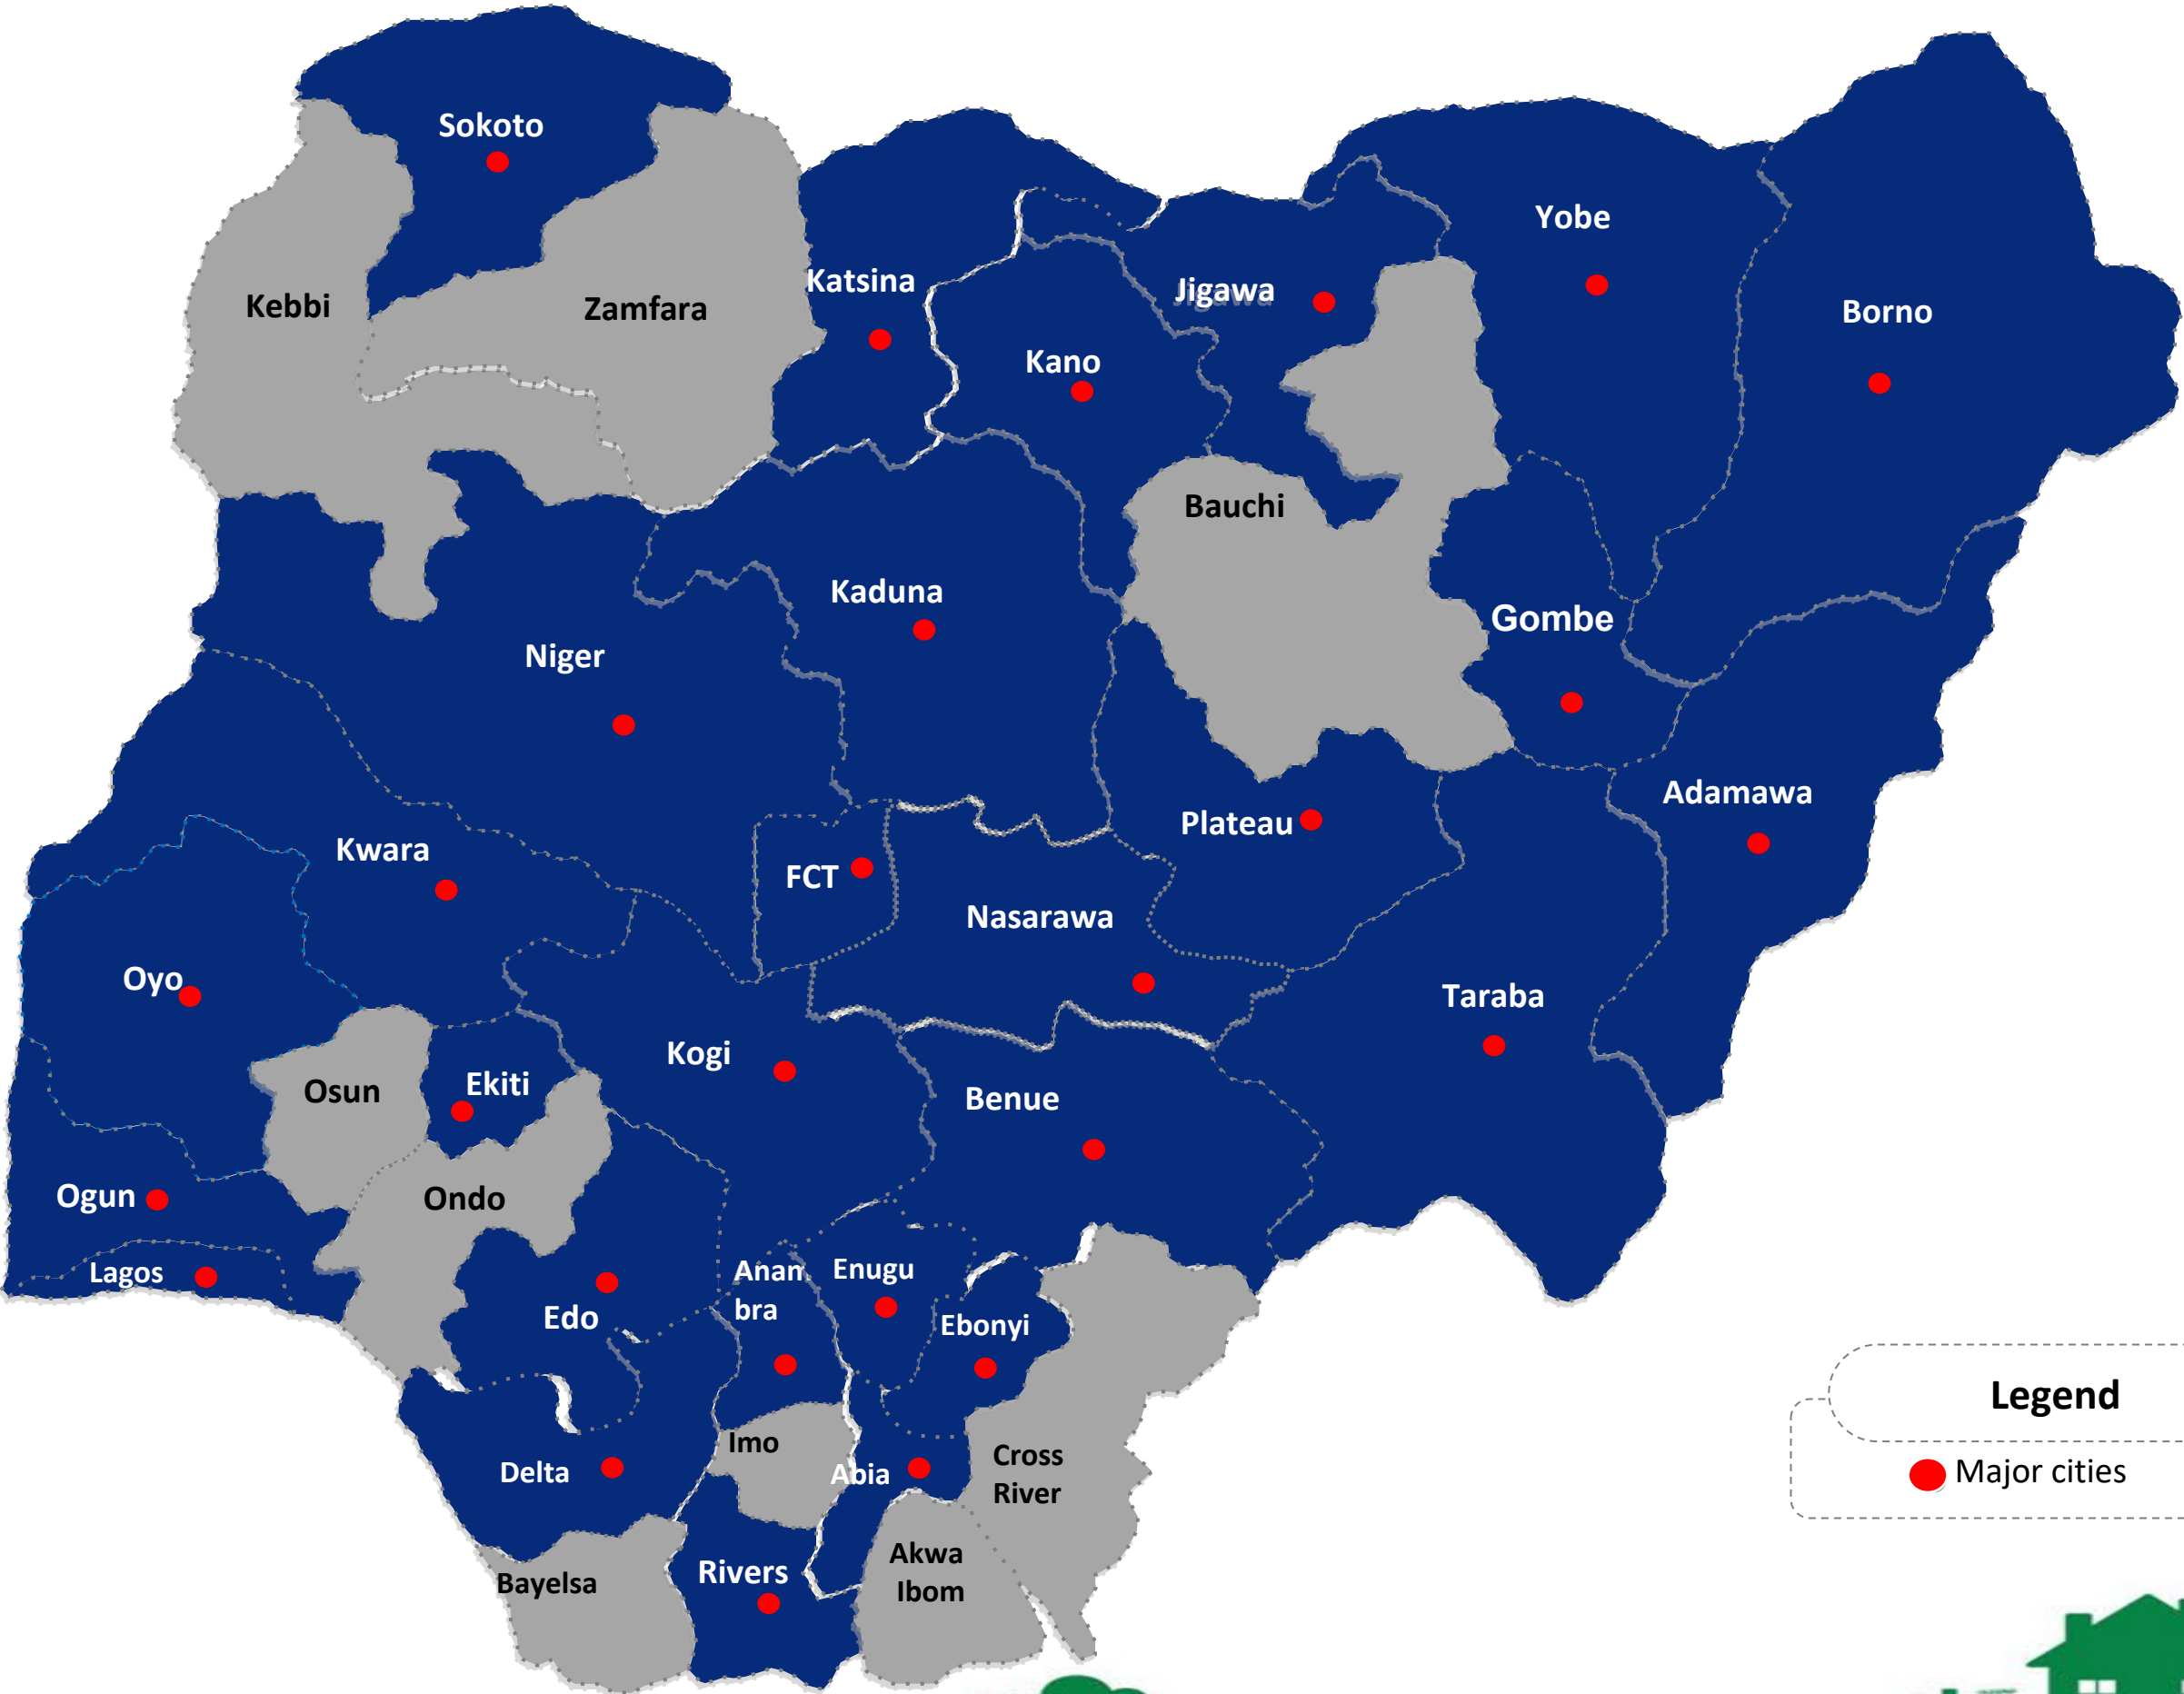 Sokoto
Yobe
Katsina
Jigawa
Kebbi
Zamfara
Borno
Kano
Bauchi
Kaduna
Gombe
Niger
Adamawa
Plateau
Kwara
FCT
Nasarawa
Oyo
Taraba
Kogi
Ekiti
Osun
Benue
Ogun
Ondo
Lagos
Anam
bra
Enugu
Edo
Ebonyi
Legend
Imo
Cross
River
Delta
Abia
Major cities
Akwa
Ibom
Rivers
Bayelsa